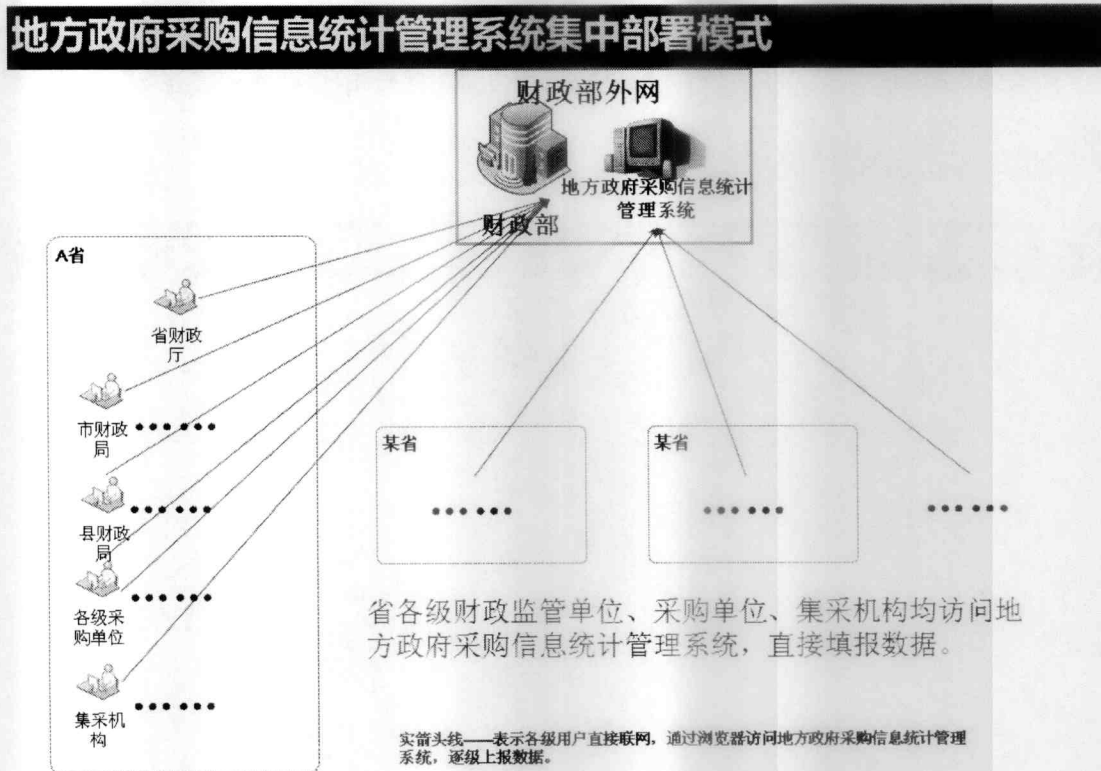 地方政府采购信息统计管理系统集中部署模式
财政部外网
地方政府采购信息统计
管理系统
财政部
A省
省财政
厅
市财政
局
县财政
局
各级采
购单位
集采机
构
某省
某省
省各级财政监管单位、采购单位、集采机构均访问地
方政府采购信息统计管理系统，直接填报数据。
实箭头线——表示各级用户直接联网，通过浏览器访问地方政府采购信息统计管理
系统，逐级上报数据。